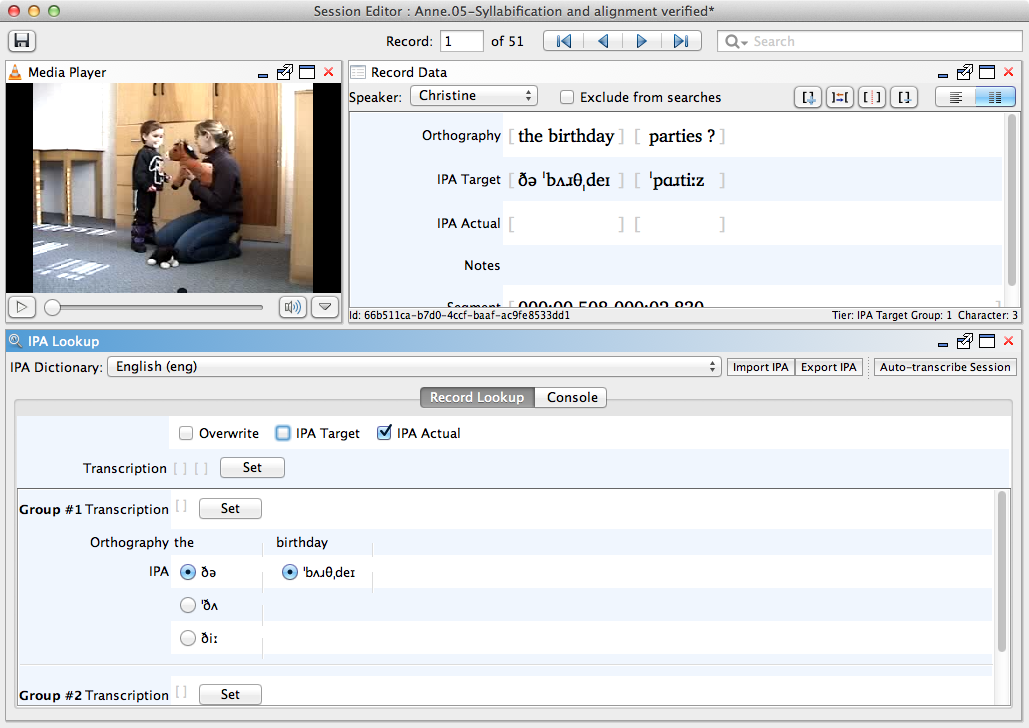 Session Editor : Anne.05-Syllabification and alignment verified*
Record: 1 of 51 Search
Media Player
Record Data
Speaker: Christine Exclude from searches
Orthography [ the birthday ] [ parties ? ]
IPA Target [ ðə ˈbʌɹθˌdeɪ ] [ ˈpɑɹtiːz ]
IPA Actual [ ] [ ]
Notes
Segment [ 000:00.508-000:02.830 ]
Id: 66b511ca-b7d0-4ccf-baaf-ac9fe8533dd1 Tier: IPA Target Group: 1 Character: 3
IPA Lookup
IPA Dictionary: English (eng) Import IPA Export IPA Auto-transcribe Session
Record Lookup Console
Overwrite IPA Target IPA Actual
Transcription [ ] [ ] Set
Group #1 Transcription [ ] Set
Orthography the birthday
IPA ðə ˈbʌɹθˌdeɪ
ˈðʌ
ðiː
Group #2 Transcription [ ] Set